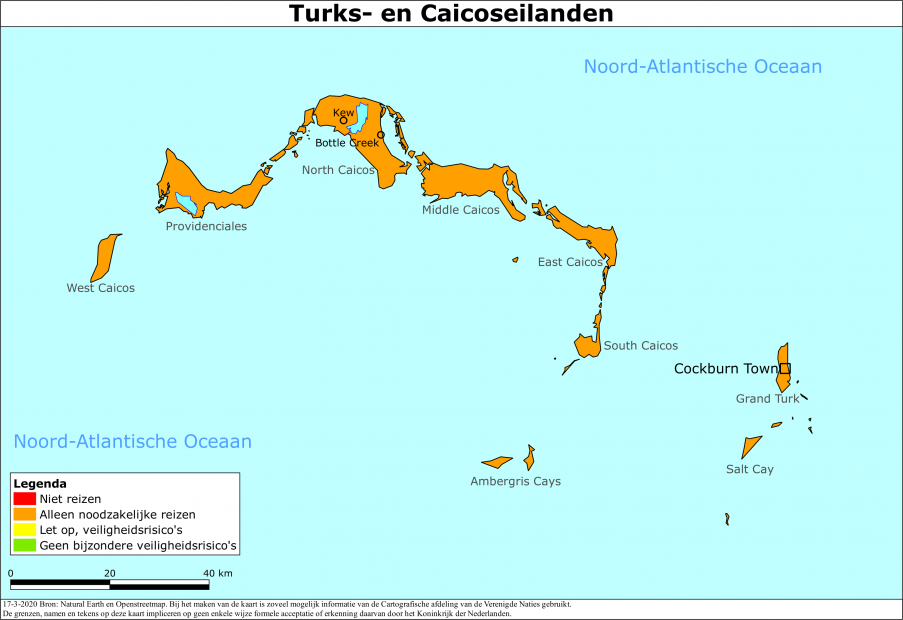 Turks- en Caicoseilanden
Noord-Atlantische Oceaan
Kew
Bottle Creek
North Caicos
Middle Caicos
Providenciales
East Caicos
West Caicos
South Caicos
Cockburn Town
Grand Turk
Noord-Atlantische Oceaan
Salt Cay
Ambergris Cays
Legenda
Niet reizen
Alleen noodzakelijke reizen
Let op, veiligheidsrisico's
Geen bijzondere veiligheidsrisico's
0 20 40 km
17-3-2020 Bron: Natural Earth en Openstreetmap. Bij het maken van de kaart is zoveel mogelijk informatie van de Cartografische afdeling van de Verenigde Naties gebruikt.
De grenzen, namen en tekens op deze kaart impliceren op geen enkele wijze formele acceptatie of erkenning daarvan door het Koninkrijk der Nederlanden.